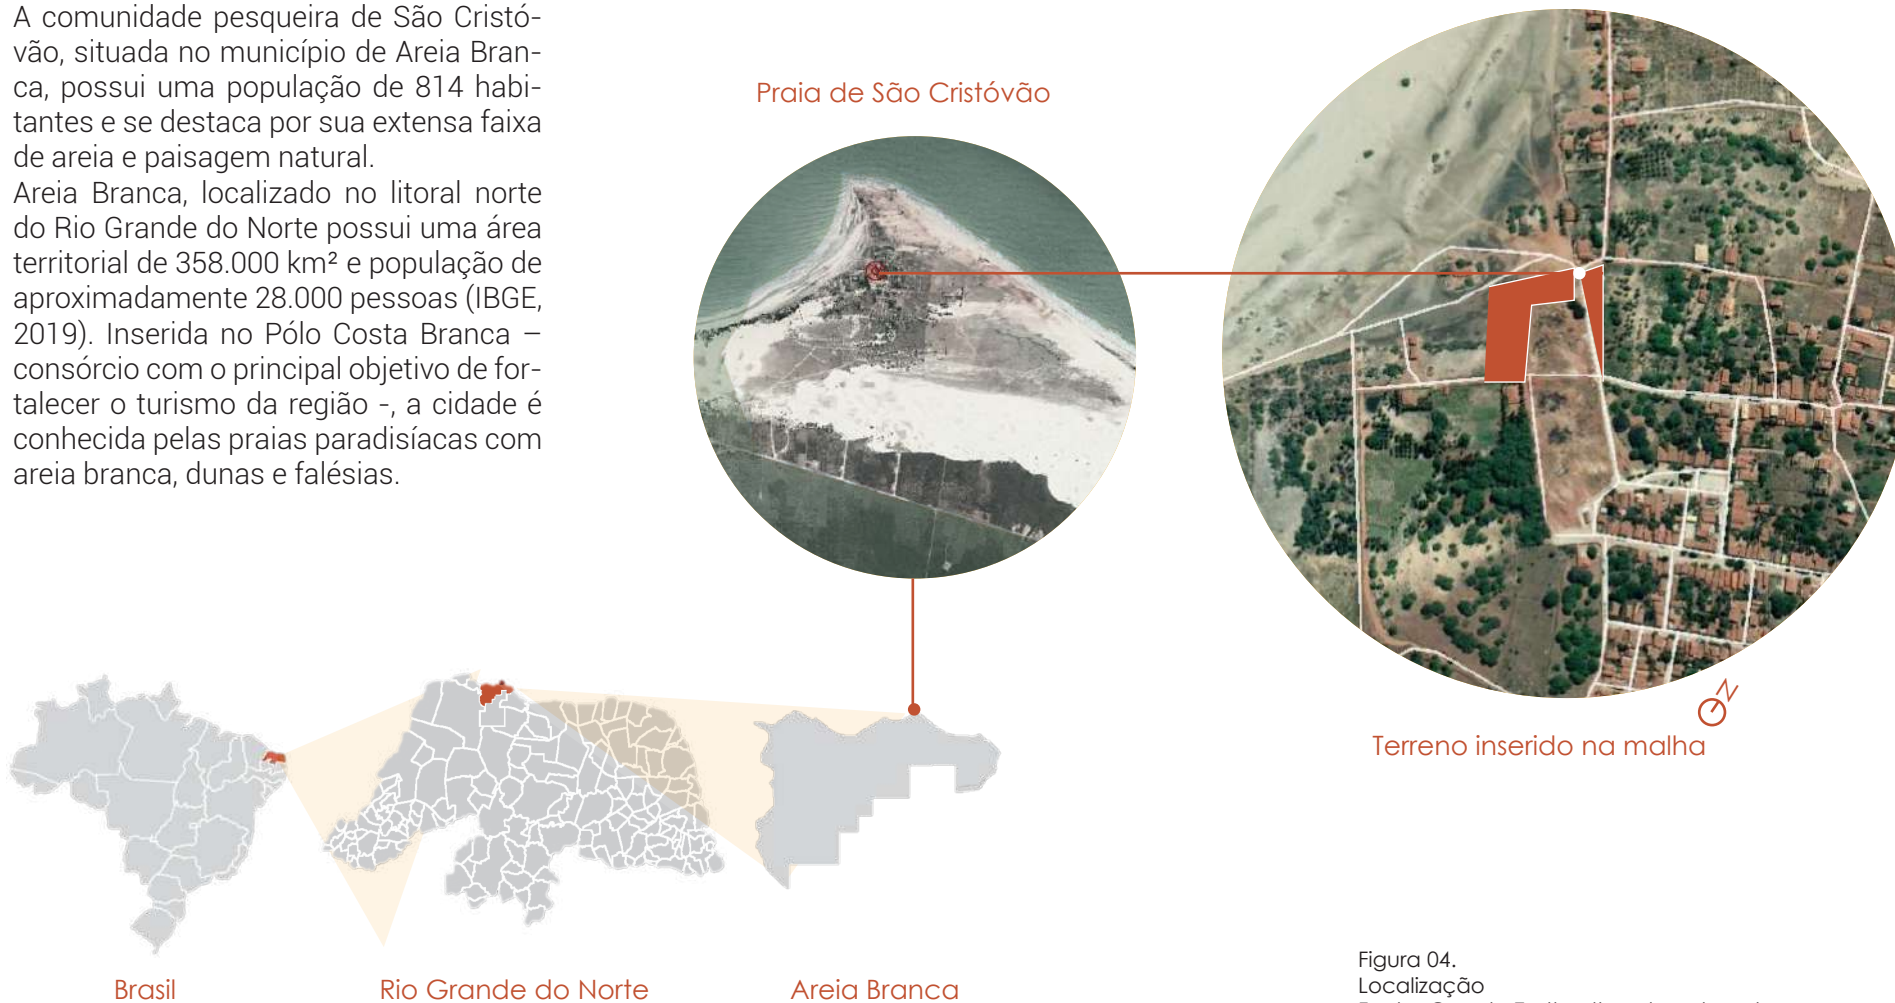 A comunidade pesqueira de São Cristó-
vão, situada no município de Areia Bran-
ca, possui uma população de 814 habi-
tantes e se destaca por sua extensa faixa
de areia e paisagem natural.
Areia Branca, localizado no litoral norte
do Rio Grande do Norte possui uma área
territorial de 358.000 km² e população de
aproximadamente 28.000 pessoas (IBGE,
2019). Inserida no Pólo Costa Branca –
consórcio com o principal objetivo de for-
talecer o turismo da região -, a cidade é
conhecida pelas praias paradisíacas com
areia branca, dunas e falésias.
Praia de São Cristóvão
N
Terreno inserido na malha
Brasil
Rio Grande do Norte
Areia Branca
Figura 04.
Localização